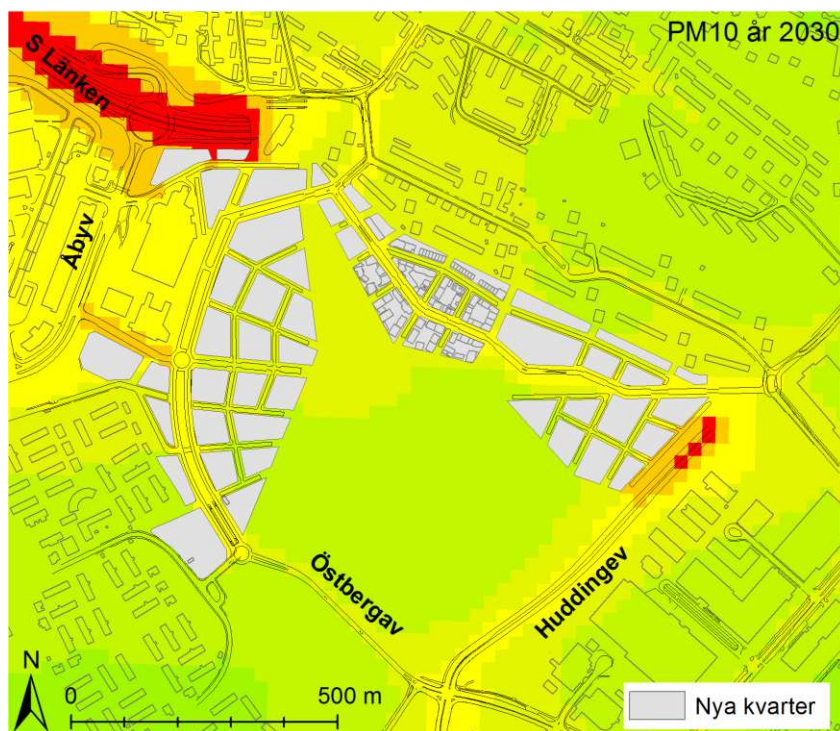 PM10 år 2030
S Länken
Åbyv
Östbergav
Huddingev
N
0
500 m
Nya kvarter